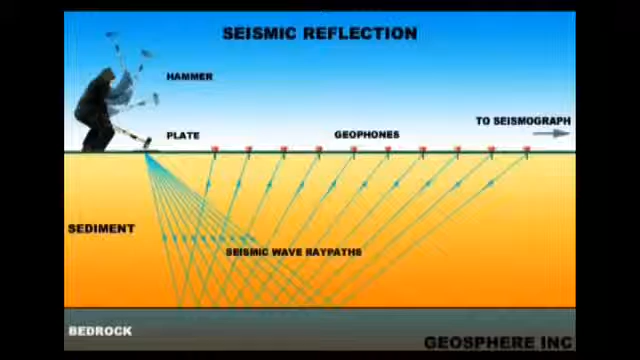 SEISMIC REFLECTION
HAMMER
TO SEISMOGRAPH
PLATE
GEOPHONES
SEDIMENT
SEISMIC WAVE RAYPATHS
BEDROCK
GEOSPHERE INC